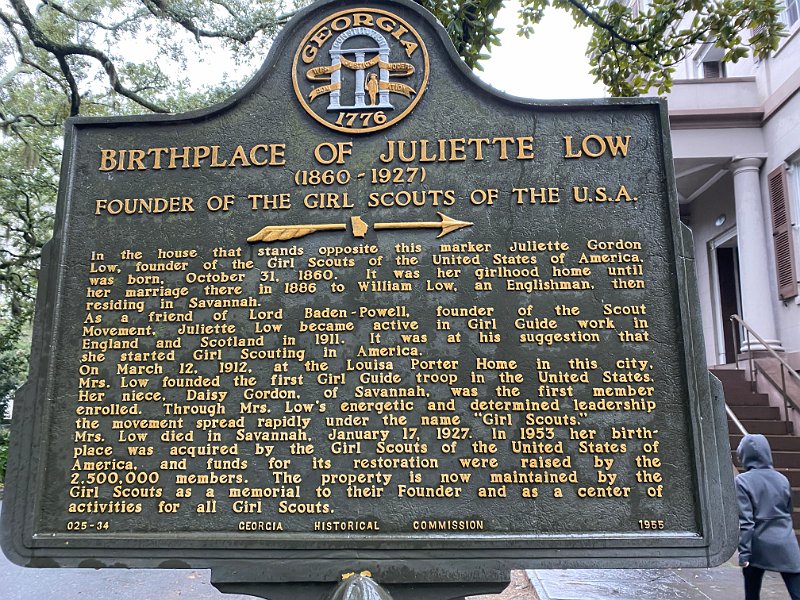 GEORGIA
1776
BIRTHPLACE OF JULIETTE LOW
(1860-1927)
FOUNDER OF THE GIRL SCOUTS OF THE U.S.A.
In the house that stands opposite this marker Juliette Gordon
Low, founder of the Girl Scouts of the United States of America,
was born, October 31, 1860. It was her girlhood home until
her marriage there in 1886 to William Low, an Englishman, then
residing in Savannah.
As a friend of Lord Baden-Powell, founder of the Scout
Movement, Juliette Low became active in Girl Guide work in
England and Scotland in 1911. It was at his suggestion that
she started Girl Scouting in America.
On March 12, 1912, at the Louisa Porter Home in this city,
Mrs. Low founded the first Girl Guide troop in the United States.
Her niece, Daisy Gordon, of Savannah, was the first member
enrolled. Through Mrs. Low's energetic and determined leadership
the movement spread rapidly under the name "Girl Scouts."
Mrs. Low died in Savannah, January 17, 1927. In 1953 her birth-
place was acquired by the Girl Scouts of the United States of
America, and funds for its restoration were raised by the
2,500,000 members. The property is now maintained by the
Girl Scouts as a memorial to their Founder and as a center of
activities for all Girl Scouts.
025-34 GEORGIA HISTORICAL COMMISSION 1955